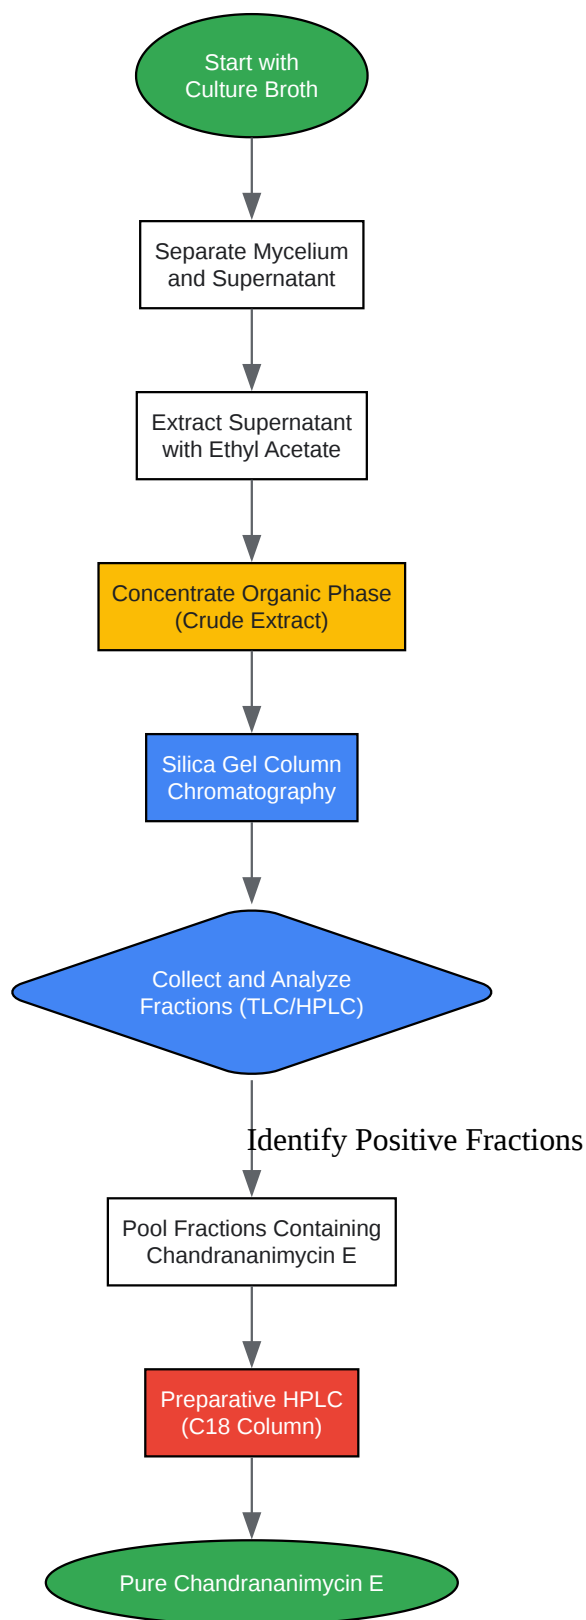 Start with
Culture Broth
Separate Mycelium
and Supernatant
Extract Supernatant
with Ethyl Acetate
Concentrate Organic Phase
(Crude Extract)
Silica Gel Column
Chromatography
Collect and Analyze
Fractions (TLC/HPLC)
Identify Positive Fractions
Pool Fractions Containing
Chandrananimycin E
Preparative HPLC
(C18 Column)
Pure Chandrananimycin E